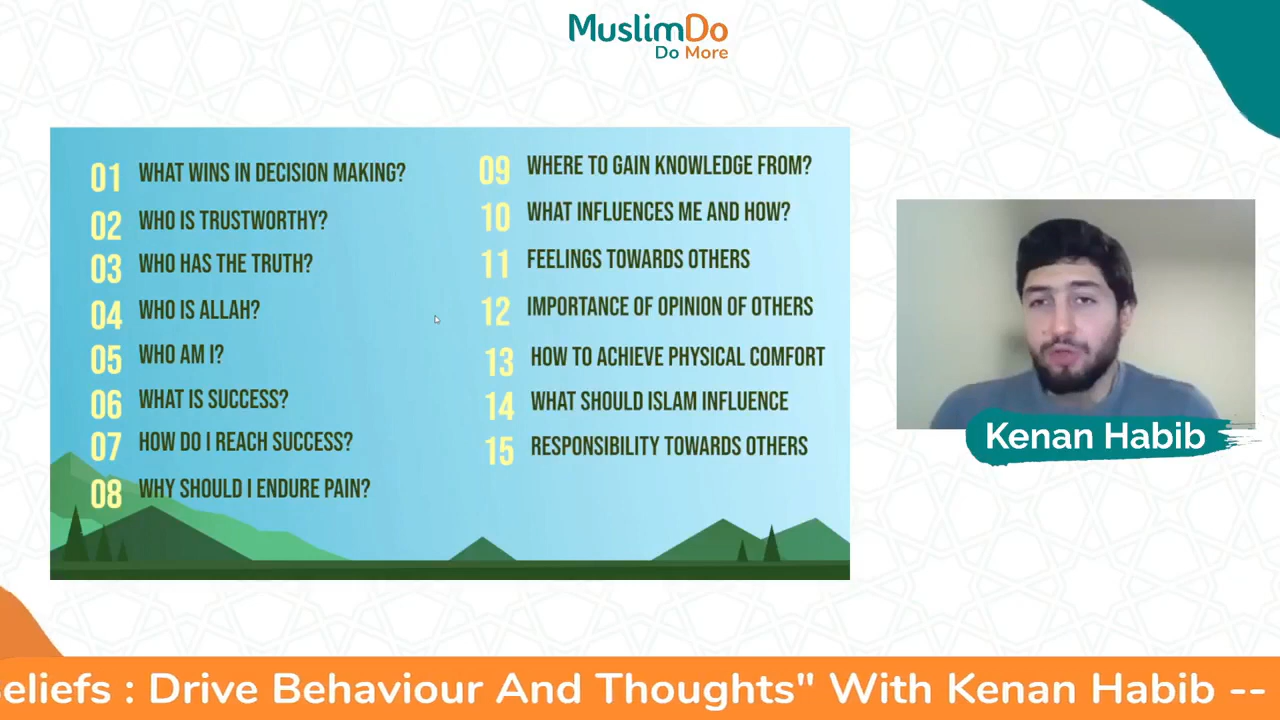 MuslimDo
Do More
01 WHAT WINS IN DECISION MAKING?
02 WHO IS TRUSTWORTHY?
03 WHO HAS THE TRUTH?
04 WHO IS ALLAH?
05 WHO AM I?
06 WHAT IS SUCCESS?
07 HOW DO I REACH SUCCESS?
08 WHY SHOULD I ENDURE PAIN?
09 WHERE TO GAIN KNOWLEDGE FROM?
10 WHAT INFLUENCES ME AND HOW?
11 FEELINGS TOWARDS OTHERS
12 IMPORTANCE OF OPINION OF OTHERS
13 HOW TO ACHIEVE PHYSICAL COMFORT
14 WHAT SHOULD ISLAM INFLUENCE
15 RESPONSIBILITY TOWARDS OTHERS
Kenan Habib
eliefs : Drive Behaviour And Thoughts" With Kenan Habib --